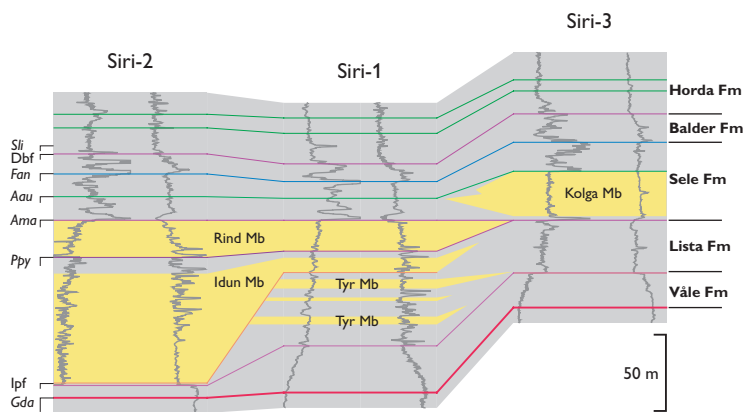 Siri-3
Siri-2
Siri-1
Horda Fm
Balder Fm
Sli
Dbf
Fan
Sele Fm
Kolga Mb
Aau
Ama
Rind Mb
Lista Fm
Ppy
Idun Mb
Tyr Mb
Våle Fm
Tyr Mb
50 m
Ipf
Gda